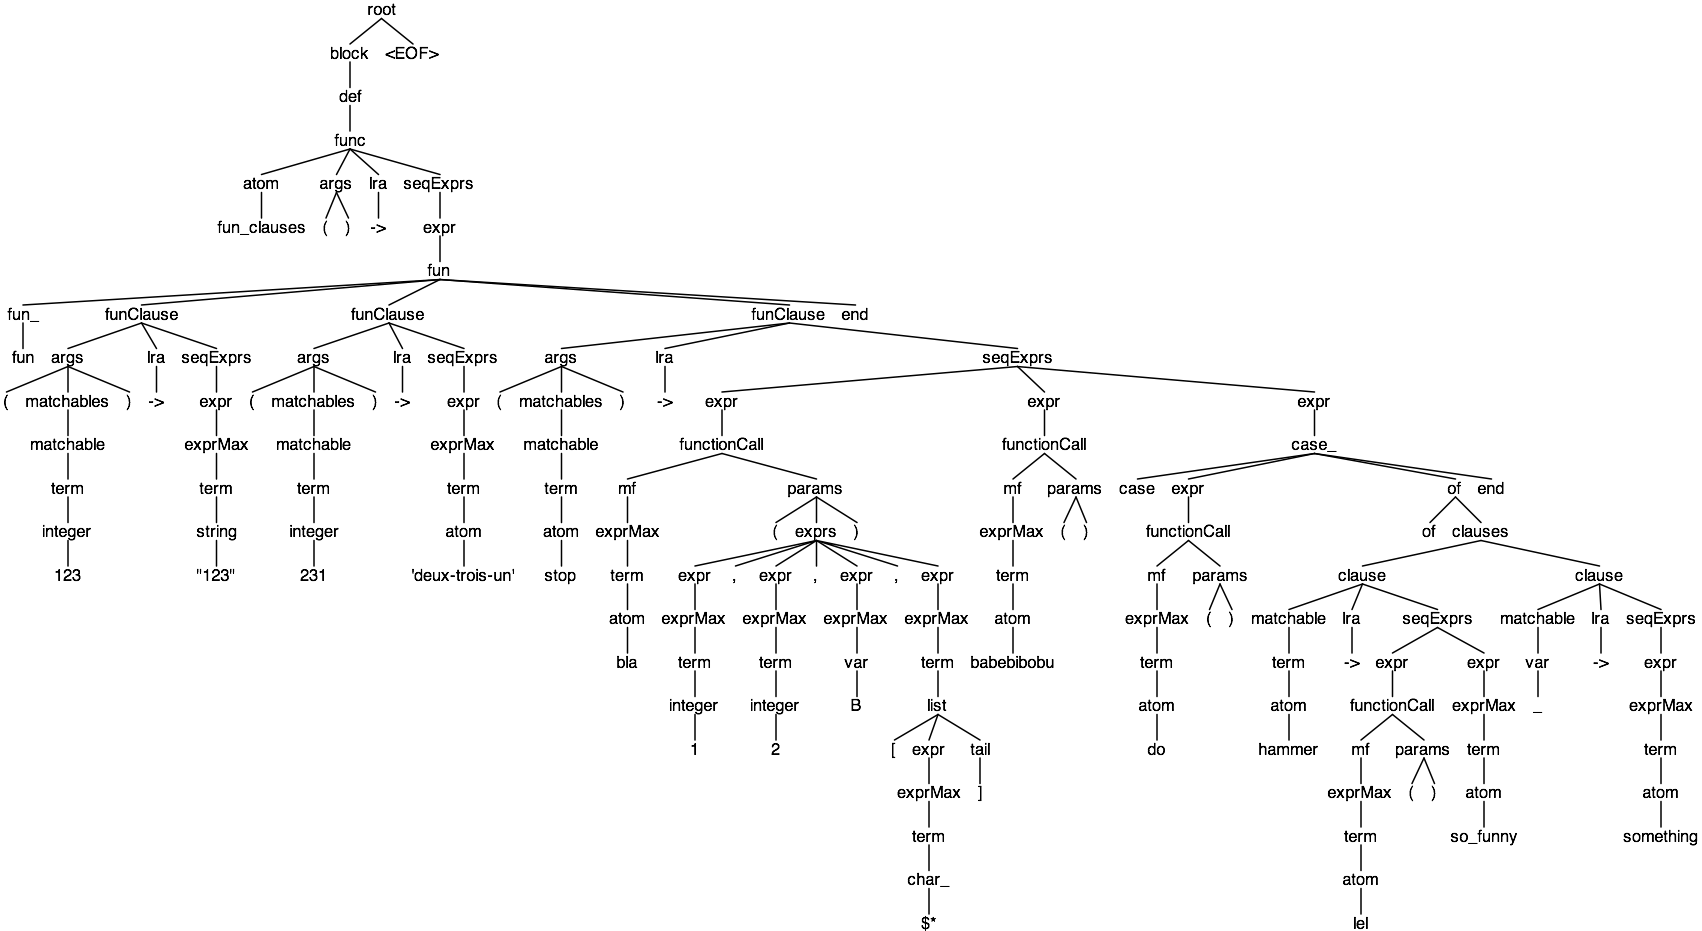 root
block <EOF>
def
func
atom args lra seqExprs
fun_clauses ( ) -> expr
fun
fun_ funClause funClause funClause end
fun args lra seqExprs args lra seqExprs args lra seqExprs
( matchables ) -> expr ( matchables ) -> expr ( matchables ) -> expr expr expr
matchable exprMax matchable exprMax matchable functionCall functionCall case_
term term term term term mf params mf params case expr of end
integer string integer atom atom exprMax ( exprs ) exprMax ( ) functionCall of clauses
123 "123" 231 'deux-trois-un' stop term expr , expr , expr , expr term mf params clause clause
atom exprMax exprMax exprMax exprMax atom exprMax ( ) matchable lra seqExprs matchable lra seqExprs
bla term term var term babebibobu term term -> expr expr var -> expr
integer integer B list atom atom functionCall exprMax _ exprMax
1 2 [ expr tail do hammer mf params term term
exprMax ] exprMax ( ) atom atom
term term so_funny something
char_ atom
$* lel